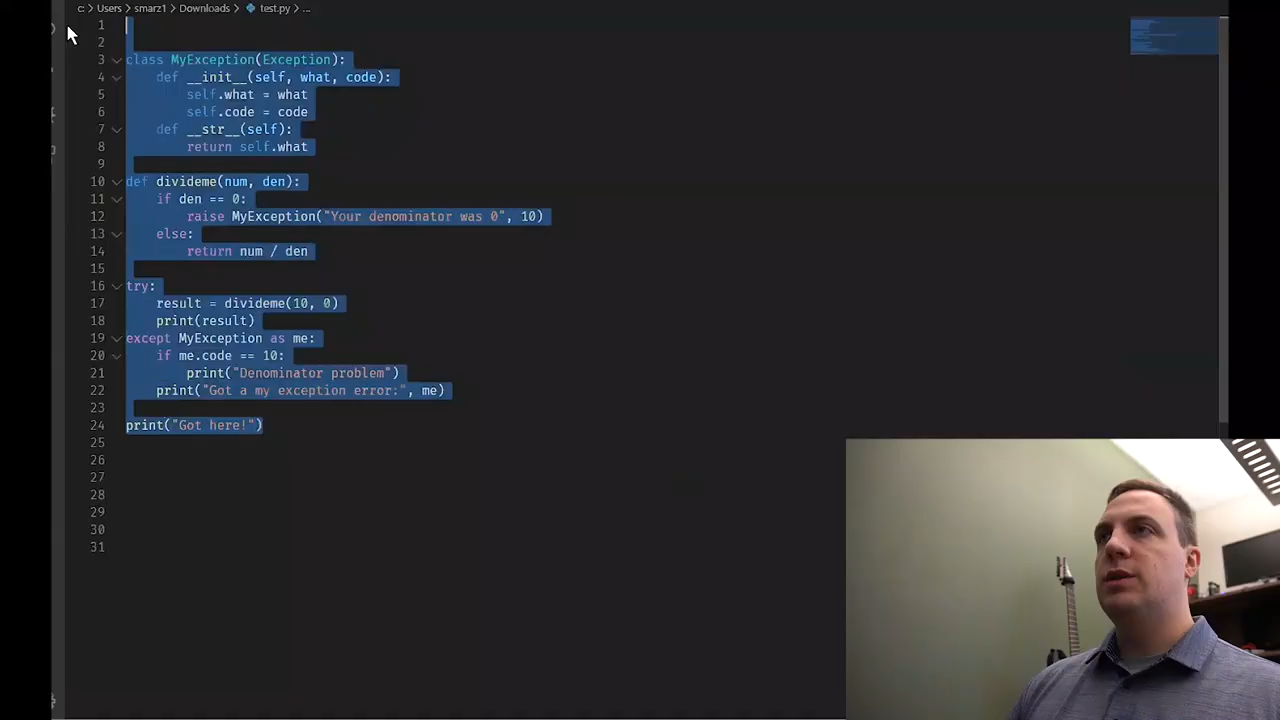 c: > Users > smarz1 > Downloads > test.py > ...
1
2
3 class MyException(Exception):
4     def __init__(self, what, code):
5         self.what = what
6         self.code = code
7     def __str__(self):
8         return self.what
9
10 def divideme(num, den):
11     if den == 0:
12         raise MyException("Your denominator was 0", 10)
13     else:
14         return num / den
15
16 try:
17     result = divideme(10, 0)
18     print(result)
19 except MyException as me:
20     if me.code == 10:
21         print("Denominator problem")
22     print("Got a my exception error:", me)
23
24 print("Got here!")
25
26
27
28
29
30
31